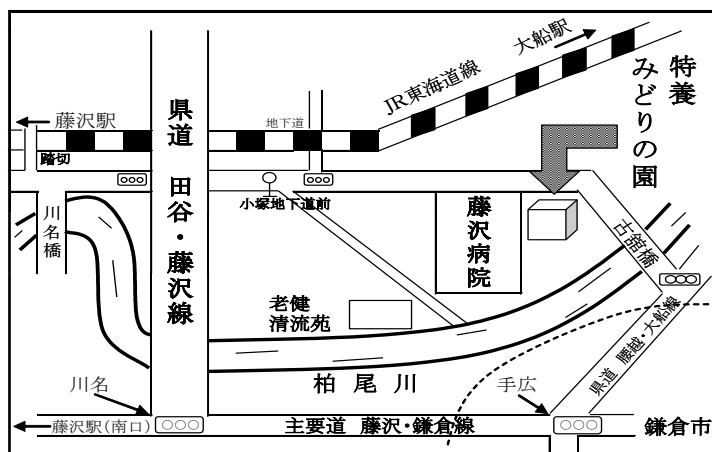 大船駅
JR東海道線
特養
みどりの園
藤沢駅
県道 田谷・藤沢線
地下道
踏切
小塚地下道前
川名橋
藤沢病院
古舘橋
老健
清流苑
県道 腰越・大船線
柏尾川
川名
手広
藤沢駅(南口)
主要道 藤沢・鎌倉線
鎌倉市